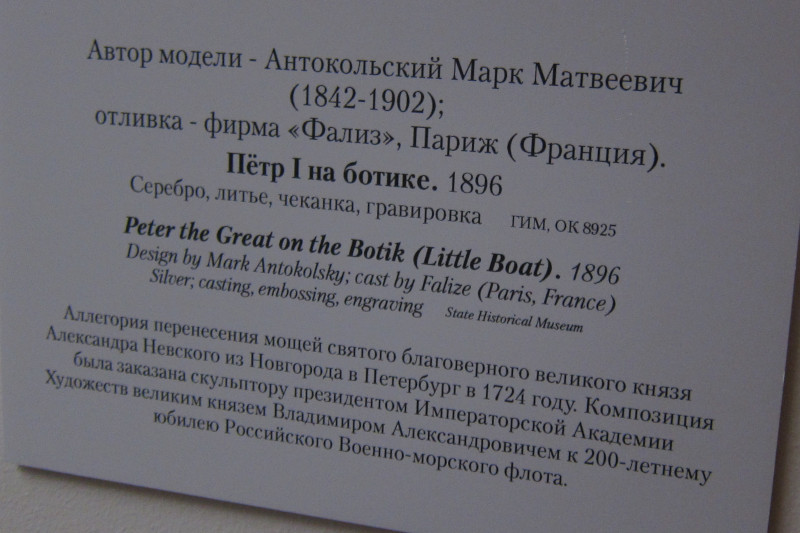 Автор модели - Антокольский Марк Матвеевич
(1842-1902);
отливка - фирма «Фализ», Париж (Франция).
Пётр I на ботике. 1896
Серебро, литье, чеканка, гравировка ГИМ, ОК 8925
Peter the Great on the Botik (Little Boat). 1896
Design by Mark Antokolsky; cast by Falize (Paris, France)
Silver; casting, embossing, engraving State Historical Museum
Аллегория перенесения мощей святого благоверного великого князя
Александра Невского из Новгорода в Петербург в 1724 году. Композиция
была заказана скульптору президентом Императорской Академии
Художеств великим князем Владимиром Александровичем к 200-летнему
юбилею Российского Военно-морского флота.